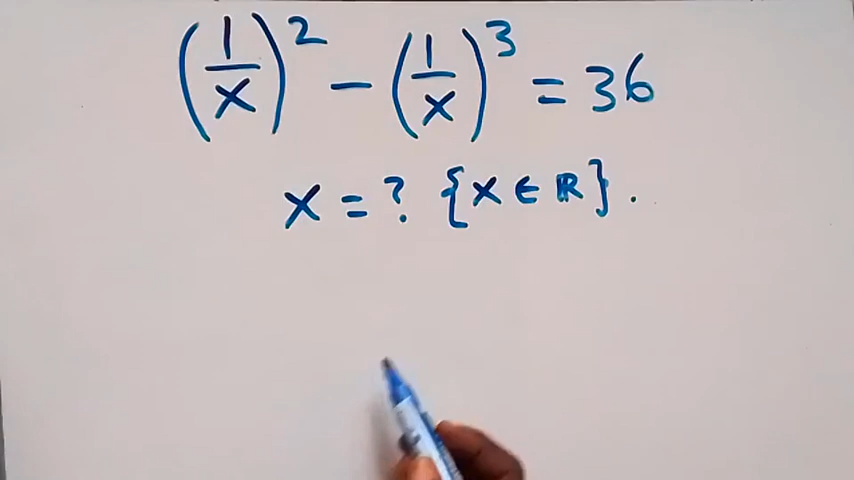 (1/x)² - (1/x)³ = 36
x = ? {x ∈ ℝ}.